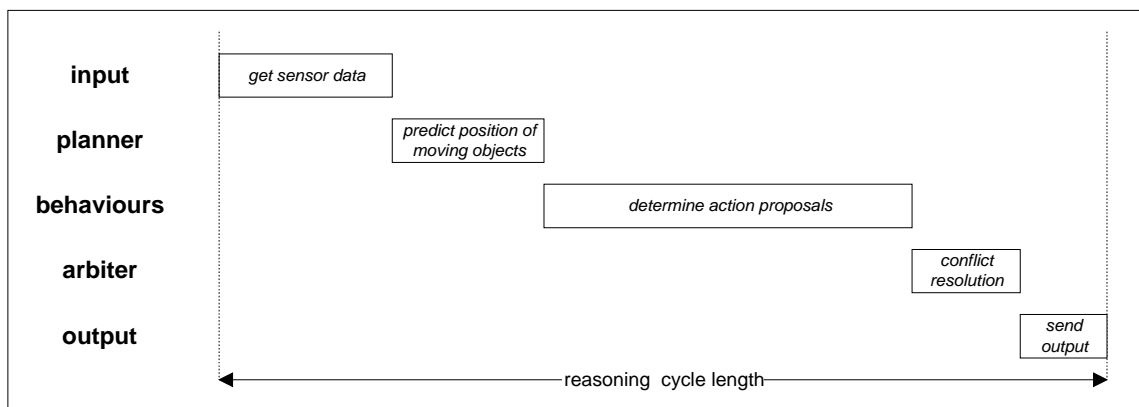 input
get sensor data
planner
predict position of
moving objects
behaviours
determine action proposals
arbiter
conflict
resolution
output
send
output
reasoning cycle length